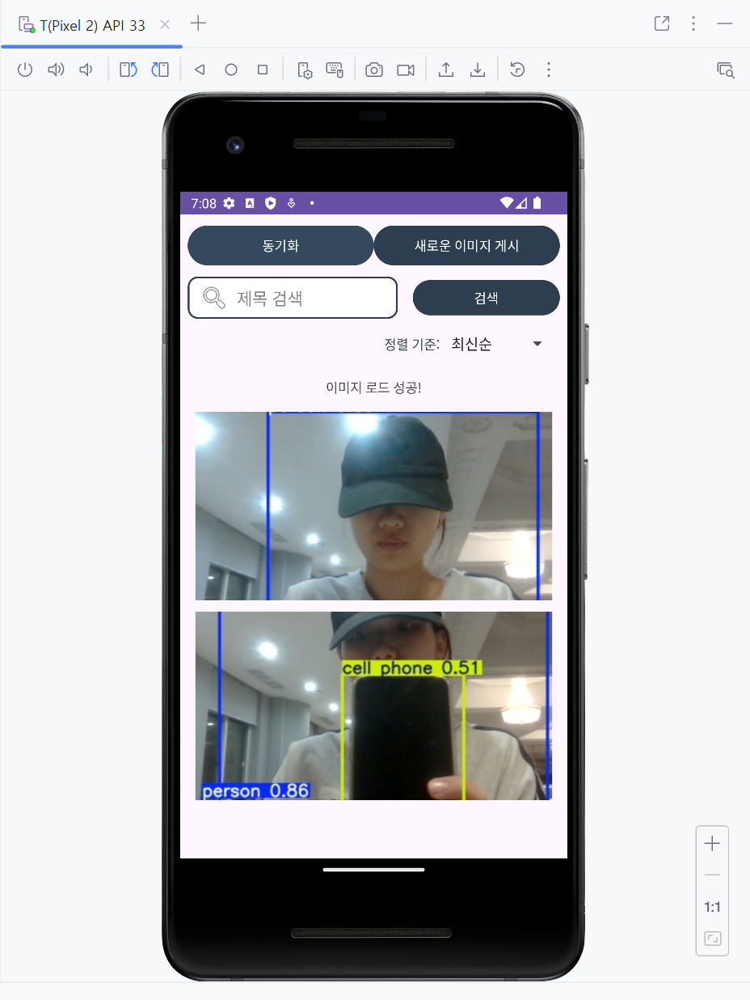 T(Pixel 2) API 33
7:08
동기화
새로운 이미지 게시
제목 검색
검색
정렬 기준: 최신순
이미지 로드 성공!
cell phone 0.51
person 0.86
1:1